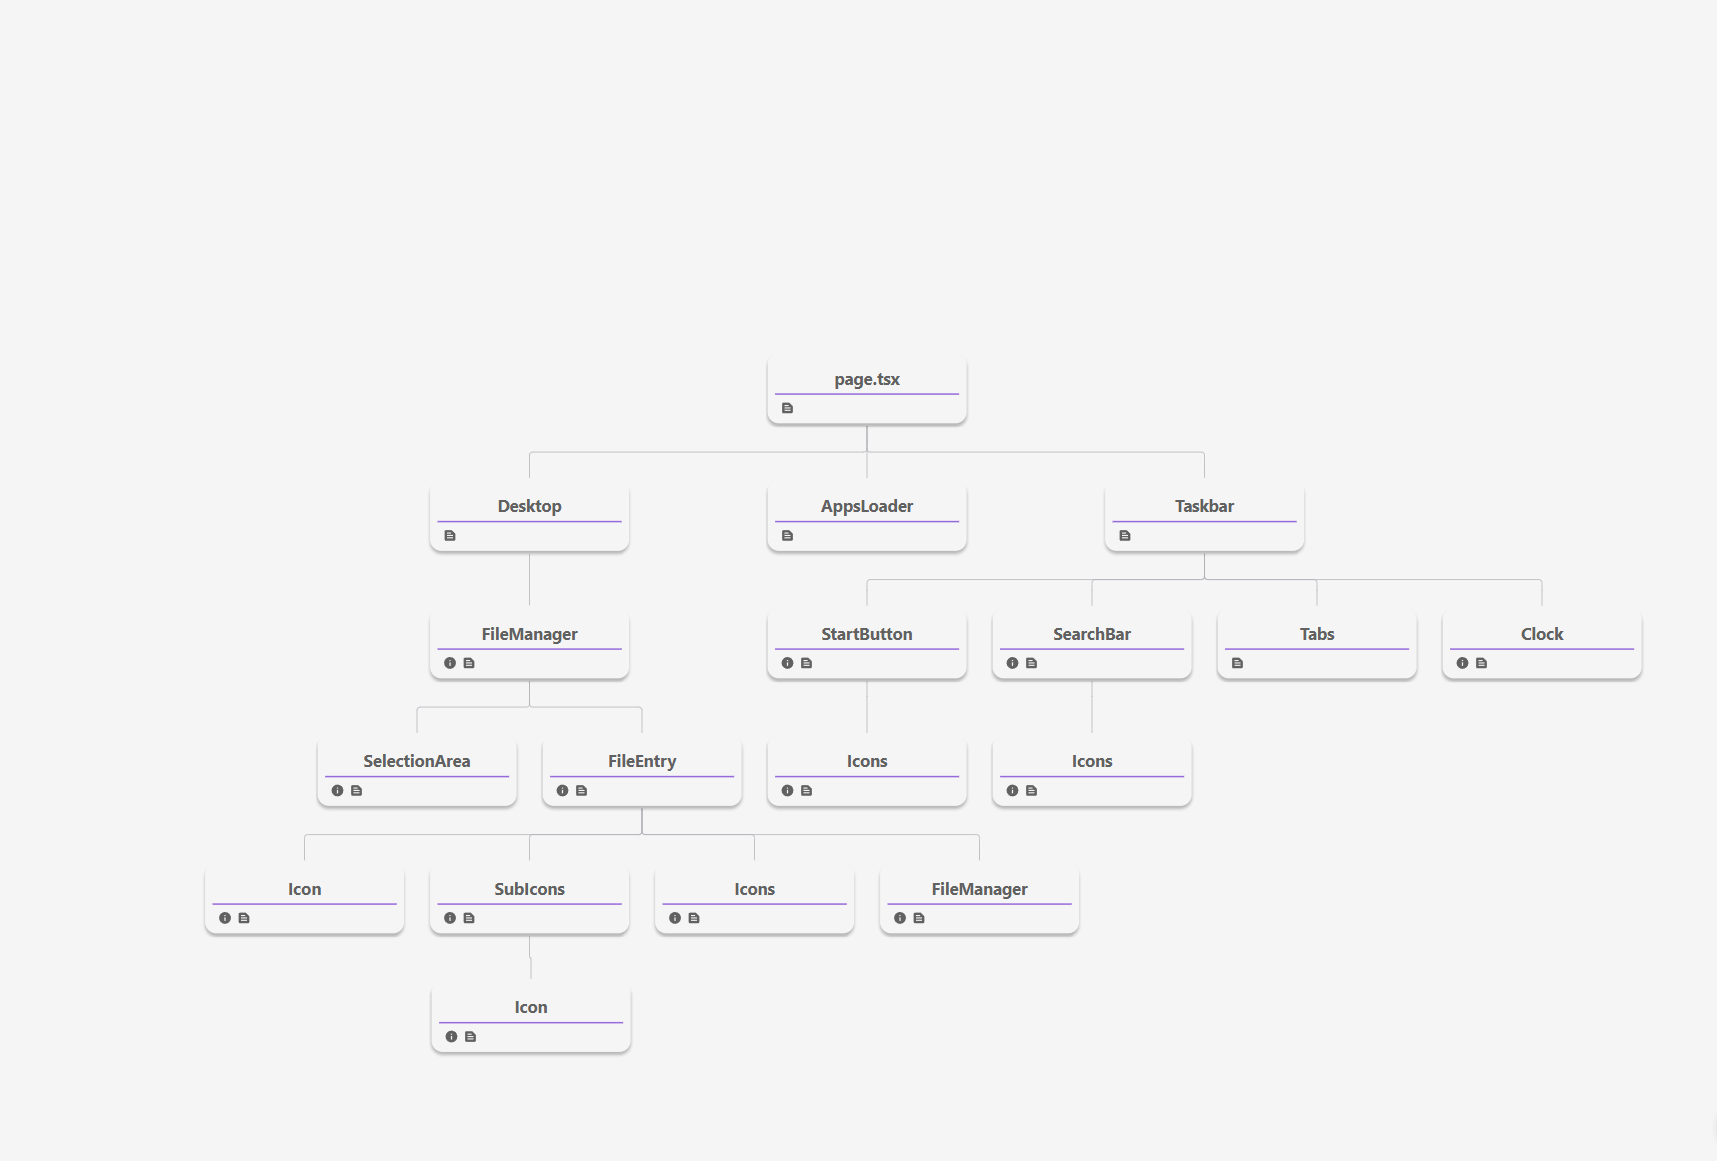 page.tsx
Desktop
AppsLoader
Taskbar
FileManager
StartButton
SearchBar
Tabs
Clock
SelectionArea
FileEntry
Icons
Icons
Icon
SubIcons
Icons
FileManager
Icon